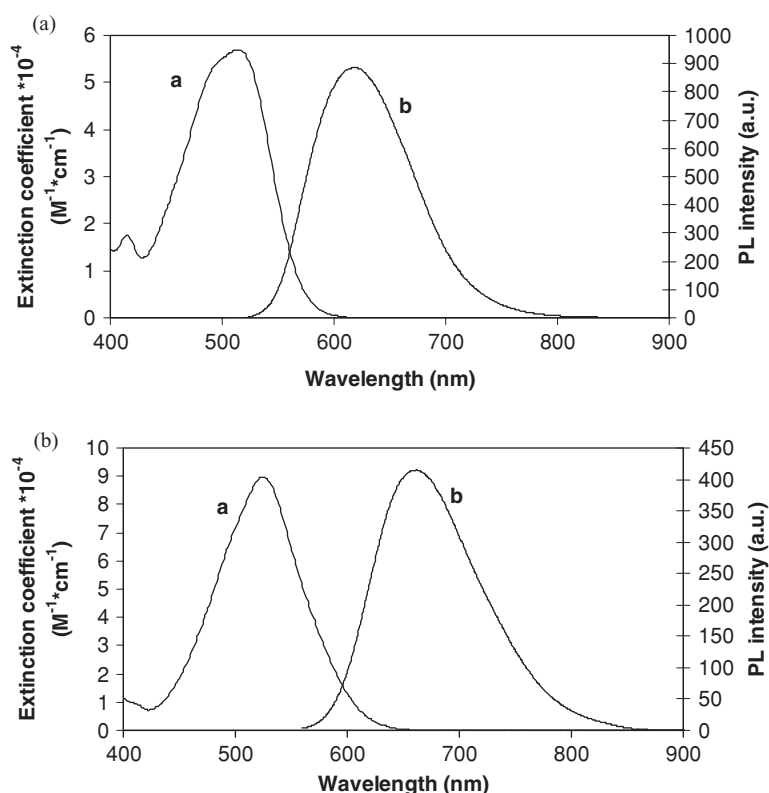 (a)
Extinction coefficient *10-4
(M-1*cm-1)
6
5
4
3
2
1
0
a
b
1000
900
800
700
600
500
400
300
200
100
0
PL intensity (a.u.)
400 500 600 700 800 900
Wavelength (nm)
(b)
Extinction coefficient *10-4
(M-1*cm-1)
10
9
8
7
6
5
4
3
2
1
0
a
b
450
400
350
300
250
200
150
100
50
0
PL intensity (a.u.)
400 500 600 700 800 900
Wavelength (nm)